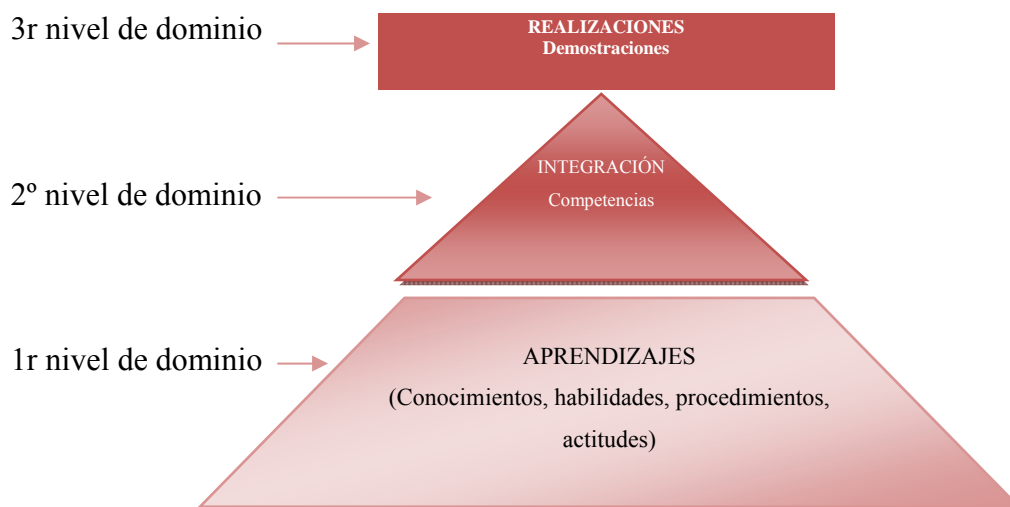 3r nivel de dominio
REALIZACIONES
Demostraciones
2º nivel de dominio
INTEGRACIÓN
Competencias
1r nivel de dominio
APRENDIZAJES
(Conocimientos, habilidades, procedimientos,
actitudes)